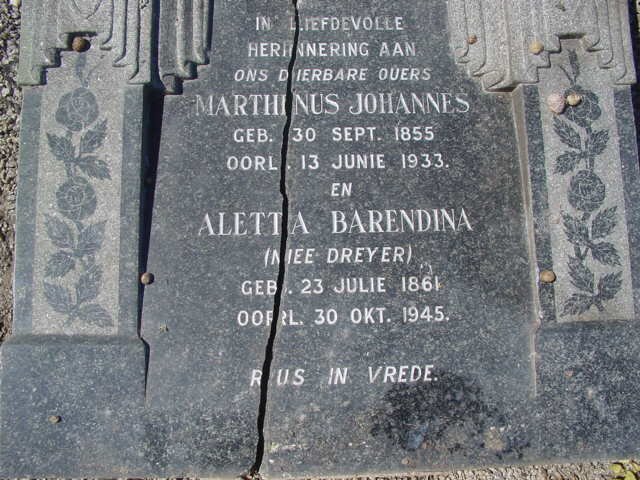 IN LIEFDEVOLLE
HERINNERING AAN
ONS DIERBARE OUERS
MARTHINUS JOHANNES
GEB. 30 SEPT. 1855
OORL. 13 JUNIE 1933.
EN
ALETTA BARENDINA
(NIEE DREYER)
GEB. 23 JULIE 1861
OORL. 30 OKT. 1945.
RUS IN VREDE.